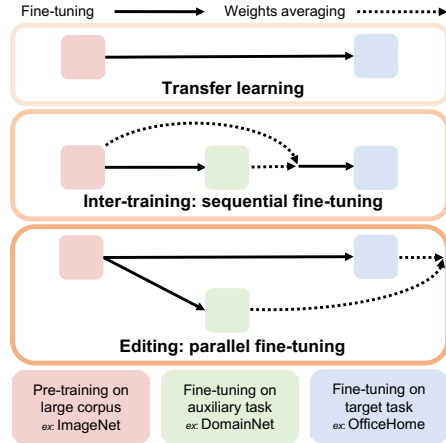 Fine-tuning Weights averaging
Transfer learning
Inter-training: sequential fine-tuning
Editing: parallel fine-tuning
Pre-training on
large corpus
ex: ImageNet
Fine-tuning on
auxiliary task
ex: DomainNet
Fine-tuning on
target task
ex: OfficeHome